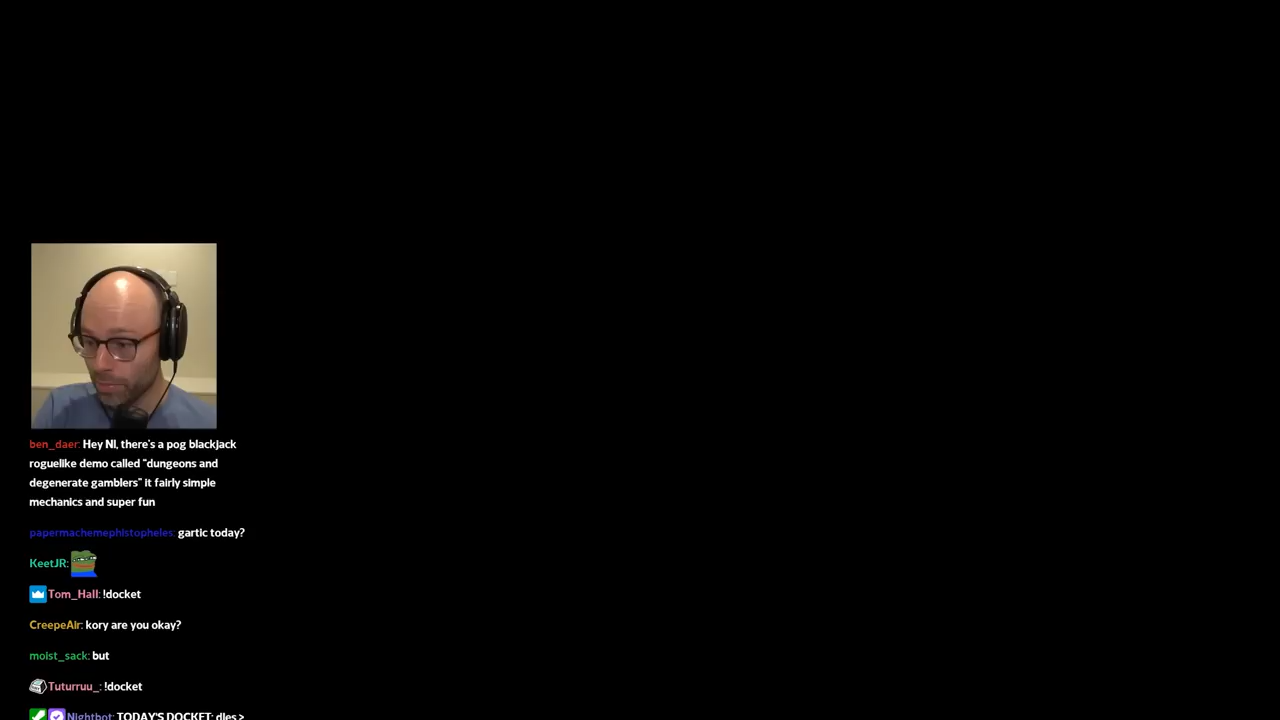 ben_daer: Hey NI, there's a pog blackjack
roguelike demo called "dungeons and
degenerate gamblers" it fairly simple
mechanics and super fun
papermachemephistopheles: gartic today?
KeetJR:
Tom_Hall: !docket
CreepeAir: kory are you okay?
moist_sack: but
Tuturruu_: !docket
Nightbot: TODAY'S DOCKET: dles >